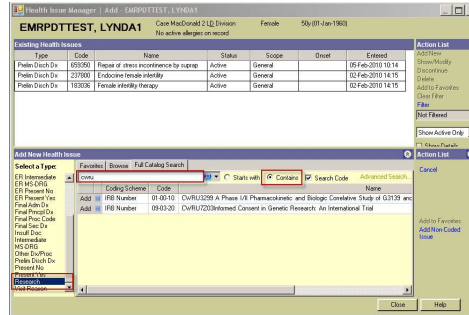 Health Issue Manager | Add - EMRPDTTEST, LYNDA1
EMRPDTTEST, LYNDA1
Case MacDonald 2 LD Division Female 50y (01-Jan-1960)
No active allergies on record
Existing Health Issues
Type Code Name Status Scope Onset Entered
Prelim Disch Dx 659050 Repair of stress incontinence by suprap Active General 05-Feb-2010 10:14
Prelim Disch Dx 237800 Endocrine female infertility Active General 02-Feb-2010 14:15
Prelim Disch Dx 183036 Female infertility therapy Active General 02-Feb-2010 14:15
Action List
Add New
Show/Modify
Discontinue
Delete
Add to Favorites
Clear Filter
Filter
Not Filtered
Show Active Only
Show Details
Add New Health Issue
Select a Type:
ER Intermediate
ER MS-DRG
ER Present No
ER Present Yes
Final Adm Dx
Final Pmcpl Dx
Final Proc Code
Final Sec Dx
Insuff Doc
Intermediate
MS-DRG
Other Dx/Proc
Prelim Disch Dx
Present No
Present Yes
Research
Visit Reason
Favorites Browse Full Catalog Search
cwru Starts with Contains Search Code Advanced Search...
Coding Scheme Code Name
Add IRB Number 01-00-10 CWRU3299 A Phase I/II Pharmacokinetic and Biologic Correlative Study of G3139 and
Add IRB Number 09-03-20 CWRU7203Informed Consent in Genetic Research: An International Trial
Action List
Cancel
Add to Favorites
Add Non-Coded
Issue
Close Help